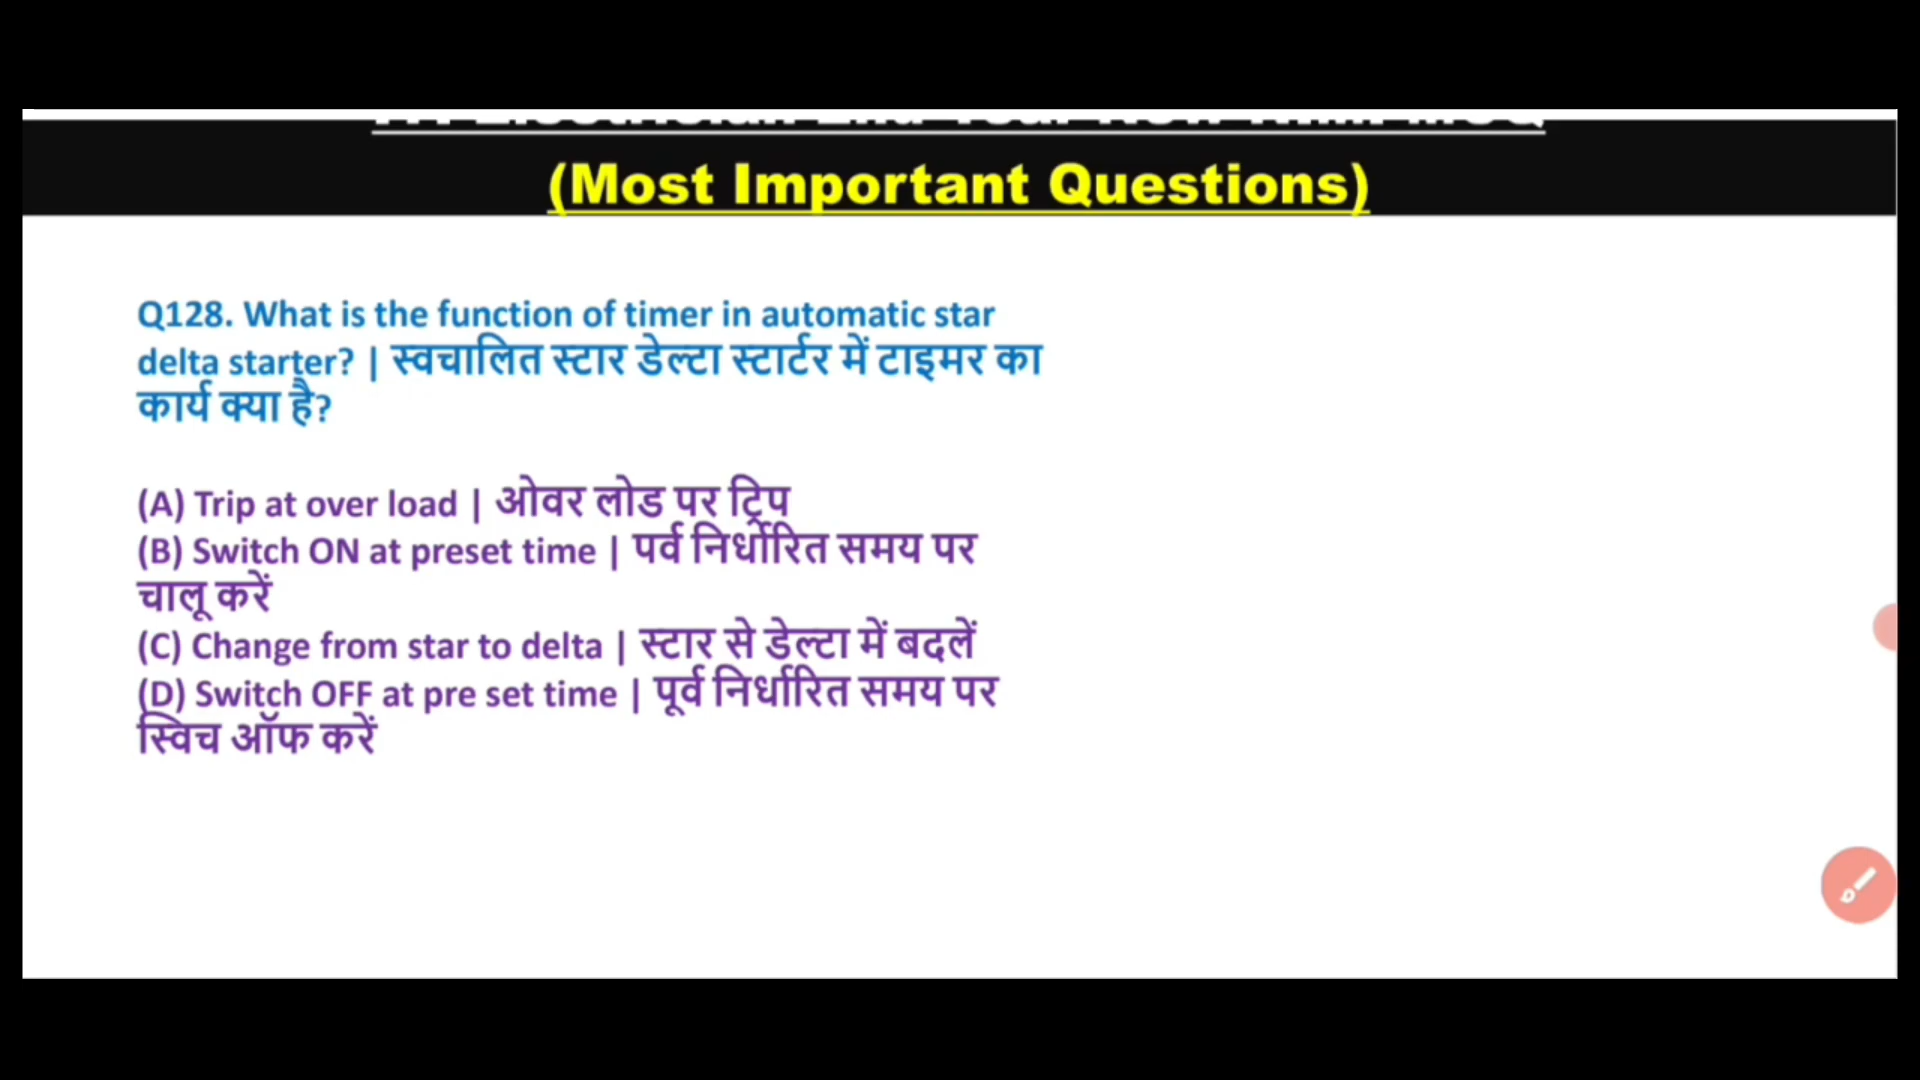 (Most Important Questions)
Q128. What is the function of timer in automatic star
delta starter? | स्वचालित स्टार डेल्टा स्टार्टर में टाइमर का
कार्य क्या है?
(A) Trip at over load | ओवर लोड पर ट्रिप
(B) Switch ON at preset time | पर्व निर्धारित समय पर
चालू करें
(C) Change from star to delta | स्टार से डेल्टा में बदलें
(D) Switch OFF at pre set time | पूर्व निर्धारित समय पर
स्विच ऑफ करें